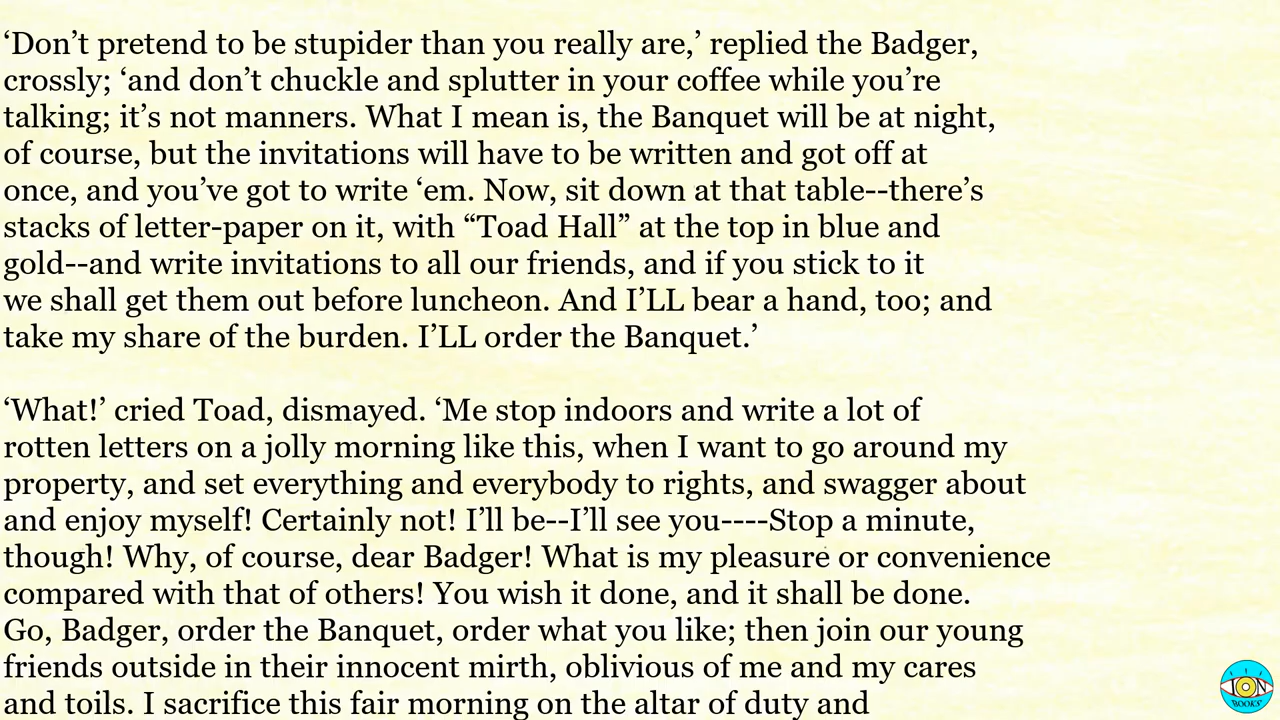 ‘Don’t pretend to be stupider than you really are,’ replied the Badger,
crossly; ‘and don’t chuckle and splutter in your coffee while you’re
talking; it’s not manners. What I mean is, the Banquet will be at night,
of course, but the invitations will have to be written and got off at
once, and you’ve got to write ‘em. Now, sit down at that table--there’s
stacks of letter-paper on it, with “Toad Hall” at the top in blue and
gold--and write invitations to all our friends, and if you stick to it
we shall get them out before luncheon. And I’LL bear a hand, too; and
take my share of the burden. I’LL order the Banquet.’

‘What!’ cried Toad, dismayed. ‘Me stop indoors and write a lot of
rotten letters on a jolly morning like this, when I want to go around my
property, and set everything and everybody to rights, and swagger about
and enjoy myself! Certainly not! I’ll be--I’ll see you----Stop a minute,
though! Why, of course, dear Badger! What is my pleasure or convenience
compared with that of others! You wish it done, and it shall be done.
Go, Badger, order the Banquet, order what you like; then join our young
friends outside in their innocent mirth, oblivious of me and my cares
and toils. I sacrifice this fair morning on the altar of duty and
ION
BOOKS